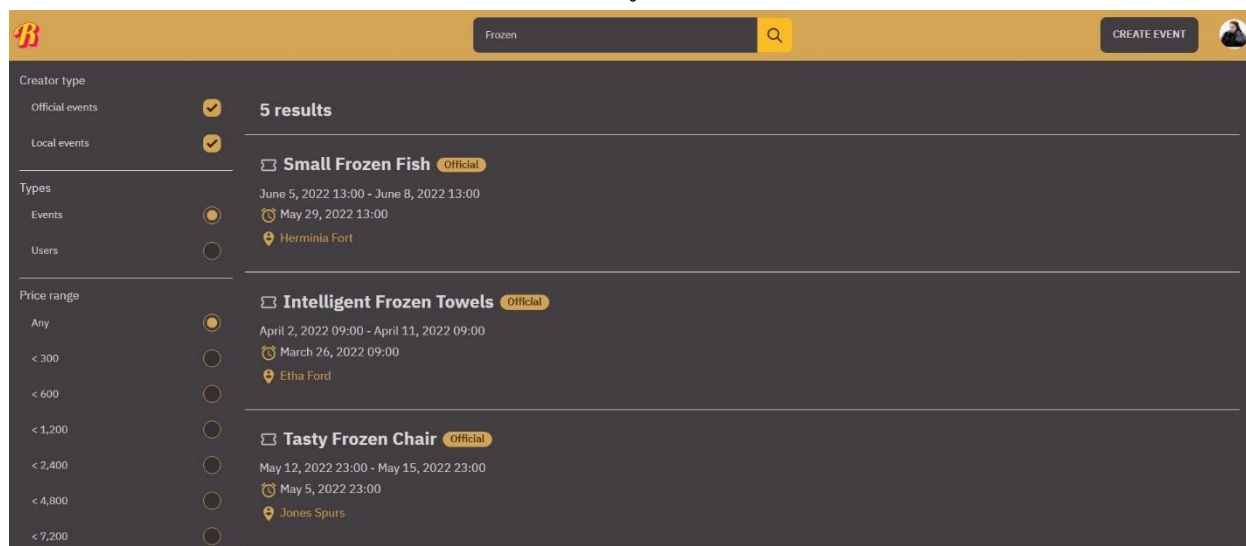 B
Frozen
CREATE EVENT
Creator type
Official events
Local events
Types
Events
Users
Price range
Any
< 300
< 600
< 1,200
< 2,400
< 4,800
< 7,200
5 results
Small Frozen Fish Official
June 5, 2022 13:00 - June 8, 2022 13:00
May 29, 2022 13:00
Herminia Fort
Intelligent Frozen Towels Official
April 2, 2022 09:00 - April 11, 2022 09:00
March 26, 2022 09:00
Etha Ford
Tasty Frozen Chair Official
May 12, 2022 23:00 - May 15, 2022 23:00
May 5, 2022 23:00
Jones Spurs